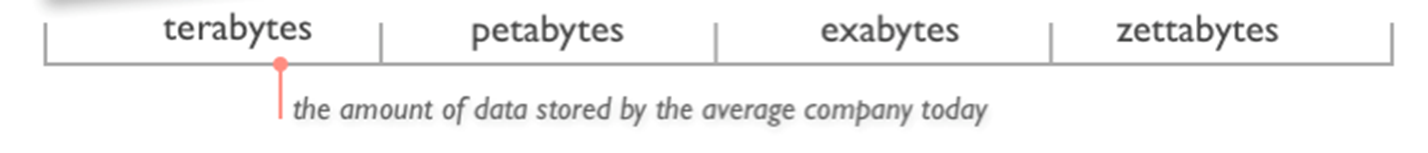 terabytes petabytes exabytes zettabytes
the amount of data stored by the average company today